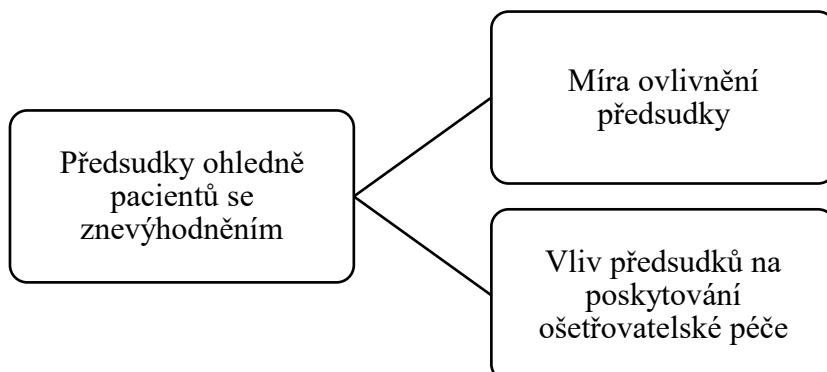 Předsudky ohledně
pacientů se
znevýhodněním
Míra ovlivnění
předsudky
Vliv předsudků na
poskytování
ošetřovatelské péče